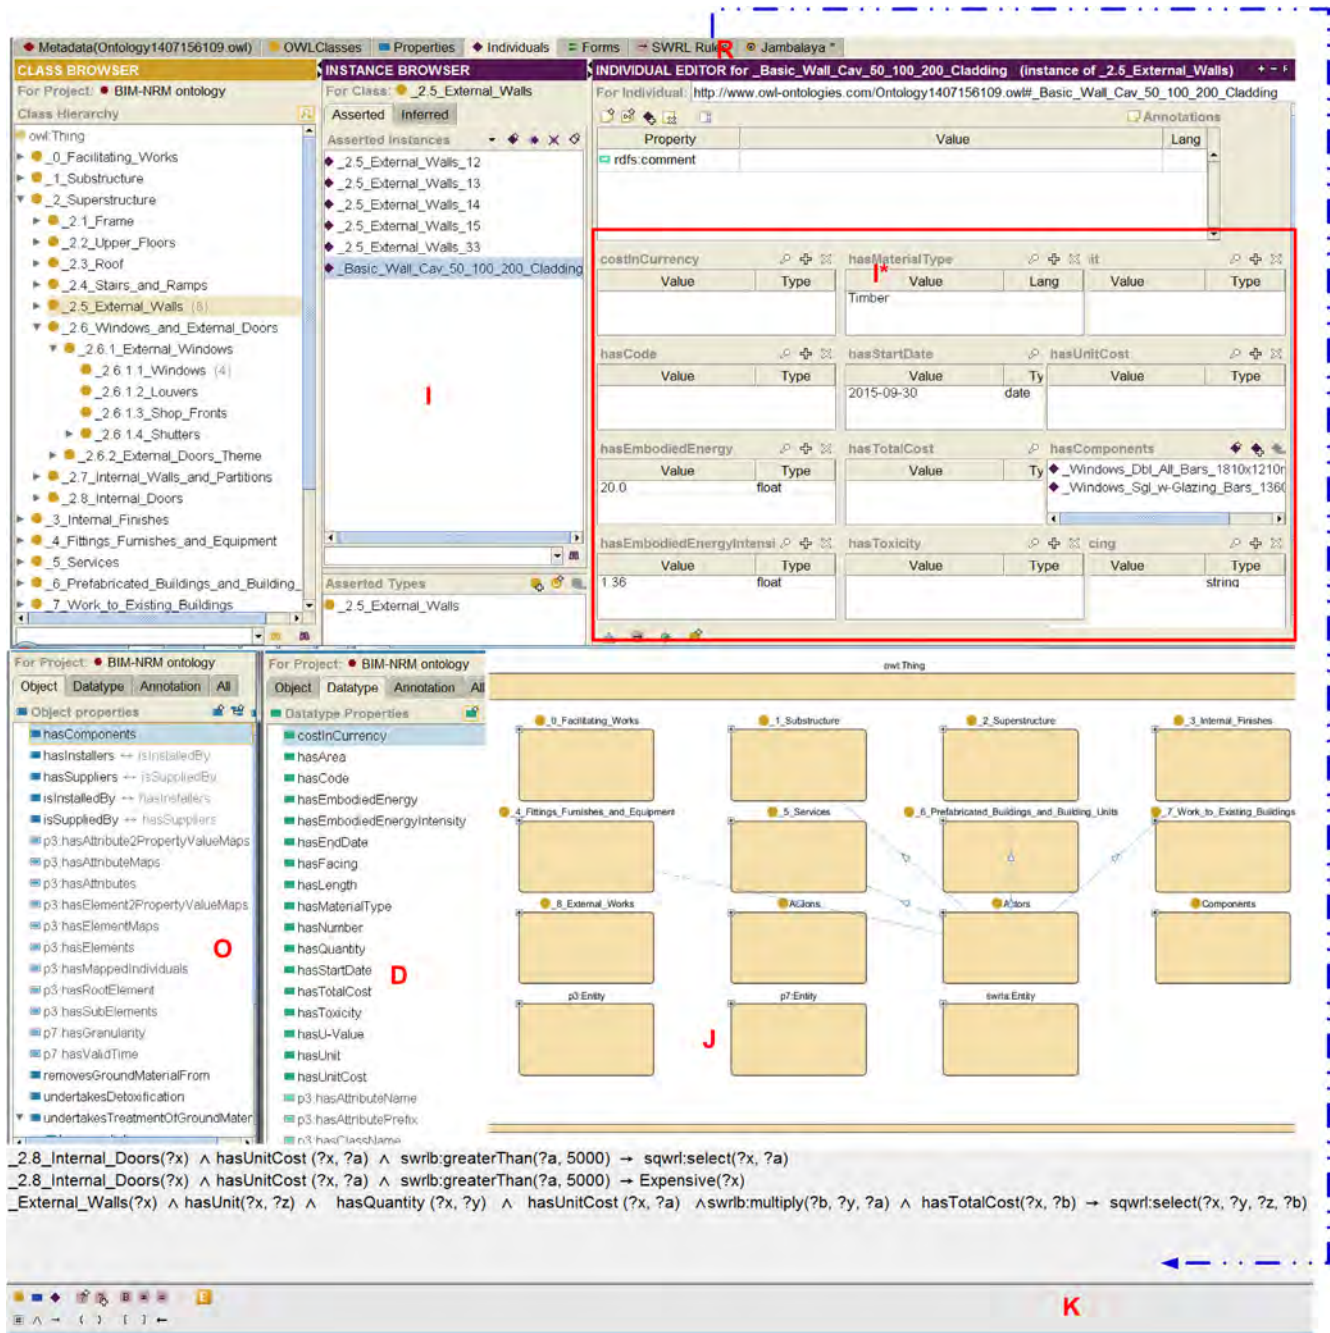 Metadata(Ontology1407156109.owl) OWLClasses Properties Individuals Forms SWRL Rule R Jambalaya *
CLASS BROWSER
For Project: BIM-NRM ontology
Class Hierarchy
owl:Thing
_0_Facilitating_Works
_1_Substructure
_2_Superstructure
_2.1_Frame
_2.2_Upper_Floors
_2.3_Roof
_2.4_Stairs_and_Ramps
_2.5_External_Walls (6)
_2.6_Windows_and_External_Doors
_2.6.1_External_Windows
_2.6.1.1_Windows (4)
_2.6.1.2_Louvers
_2.6.1.3_Shop_Fronts
_2.6.1.4_Shutters
_2.6.2_External_Doors_Theme
_2.7_Internal_Walls_and_Partitions
_2.8_Internal_Doors
_3_Internal_Finishes
_4_Fittings_Furnishes_and_Equipment
_5_Services
_6_Prefabricated_Buildings_and_Building_
_7_Work_to_Existing_Buildings
INSTANCE BROWSER
For Class: _2.5_External_Walls
Asserted Inferred
Asserted Instances
_2.5_External_Walls_12
_2.5_External_Walls_13
_2.5_External_Walls_14
_2.5_External_Walls_15
_2.5_External_Walls_33
_Basic_Wall_Cav_50_100_200_Cladding
I
Asserted Types
_2.5_External_Walls
INDIVIDUAL EDITOR for _Basic_Wall_Cav_50_100_200_Cladding (instance of _2.5_External_Walls)
For Individual: http://www.owl-ontologies.com/Ontology1407156109.owl#_Basic_Wall_Cav_50_100_200_Cladding
Annotations
Property Value Lang
rdfs:comment
costInCurrency hasMaterialType it
I*
Value Type Value Lang Value Type
Timber
hasCode hasStartDate hasUnitCost
Value Type Value Ty Value Type
2015-09-30 date
hasEmbodiedEnergy hasTotalCost hasComponents
Value Type Value Ty _Windows_Dbl_All_Bars_1810x1210r
20.0 float _Windows_Sgl_w-Glazing_Bars_1360
hasEmbodiedEnergyIntensi hasToxicity cing
Value Type Value Type Value Type
1.36 float string
For Project: BIM-NRM ontology
Object Datatype Annotation All
Object properties
hasComponents
hasInstallers ↔ isInstalledBy
hasSuppliers ↔ isSuppliedBy
isInstalledBy ↔ hasInstallers
isSuppliedBy ↔ hasSuppliers
p3:hasAttribute2PropertyValueMaps
p3:hasAttributeMaps
p3:hasAttributes
p3:hasElement2PropertyValueMaps
p3:hasElementMaps
p3:hasElements
O
p3:hasMappedIndividuals
p3:hasRootElement
p3:hasSubElements
p7:hasGranularity
p7:hasValidTime
removesGroundMaterialFrom
undertakesDetoxification
undertakesTreatmentOfGroundMater
For Project: BIM-NRM ontology
Object Datatype Annotation All
Datatype Properties
costInCurrency
hasArea
hasCode
hasEmbodiedEnergy
hasEmbodiedEnergyIntensity
hasEndDate
hasFacing
hasLength
hasMaterialType
hasNumber
hasQuantity
hasStartDate
D
hasTotalCost
hasToxicity
hasU-Value
hasUnit
hasUnitCost
p3:hasAttributeName
p3:hasAttributePrefix
p3:hasClassName
owl:Thing
_0_Facilitating_Works _1_Substructure _2_Superstructure _3_Internal_Finishes
_4_Fittings_Furnishes_and_Equipment _5_Services _6_Prefabricated_Buildings_and_Building_Units _7_Work_to_Existing_Buildings
_8_External_Works Actions Actors Components
p3:Entity p7:Entity swrla:Entity
J
_2.8_Internal_Doors(?x) ∧ hasUnitCost (?x, ?a) ∧ swrlb:greaterThan(?a, 5000) → sqwrl:select(?x, ?a)
_2.8_Internal_Doors(?x) ∧ hasUnitCost (?x, ?a) ∧ swrlb:greaterThan(?a, 5000) → Expensive(?x)
_External_Walls(?x) ∧ hasUnit(?x, ?z) ∧ hasQuantity (?x, ?y) ∧ hasUnitCost (?x, ?a) ∧swrlb:multiply(?b, ?y, ?a) ∧ hasTotalCost(?x, ?b) → sqwrl:select(?x, ?y, ?z, ?b)
K
∧ → ( ) [ ] ←